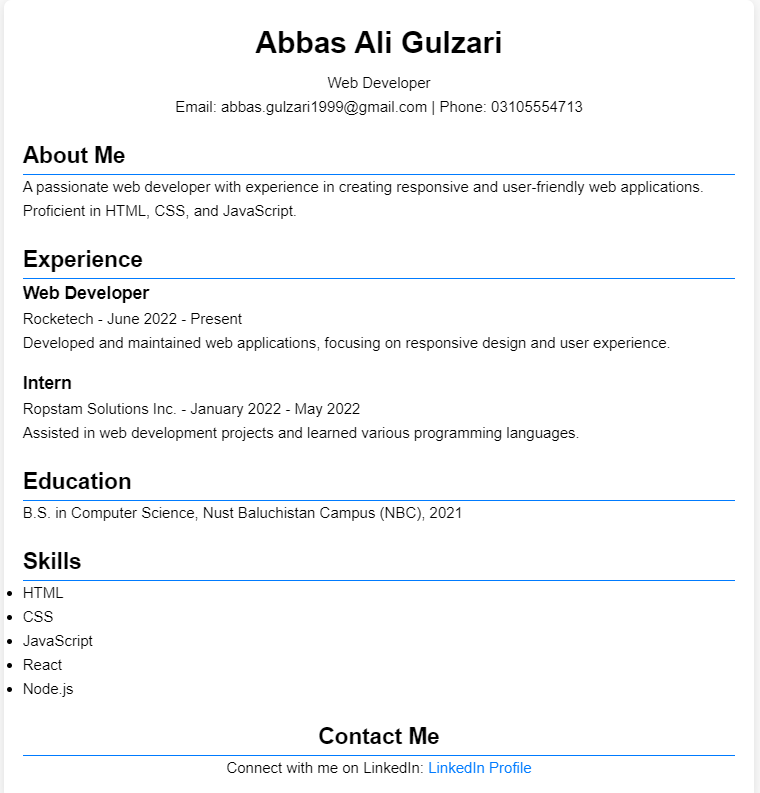 Abbas Ali Gulzari
Web Developer
Email: abbas.gulzari1999@gmail.com | Phone: 03105554713
About Me
A passionate web developer with experience in creating responsive and user-friendly web applications.
Proficient in HTML, CSS, and JavaScript.
Experience
Web Developer
Rocketech - June 2022 - Present
Developed and maintained web applications, focusing on responsive design and user experience.
Intern
Ropstam Solutions Inc. - January 2022 - May 2022
Assisted in web development projects and learned various programming languages.
Education
B.S. in Computer Science, Nust Baluchistan Campus (NBC), 2021
Skills
• HTML
• CSS
• JavaScript
• React
• Node.js
Contact Me
Connect with me on LinkedIn: LinkedIn Profile